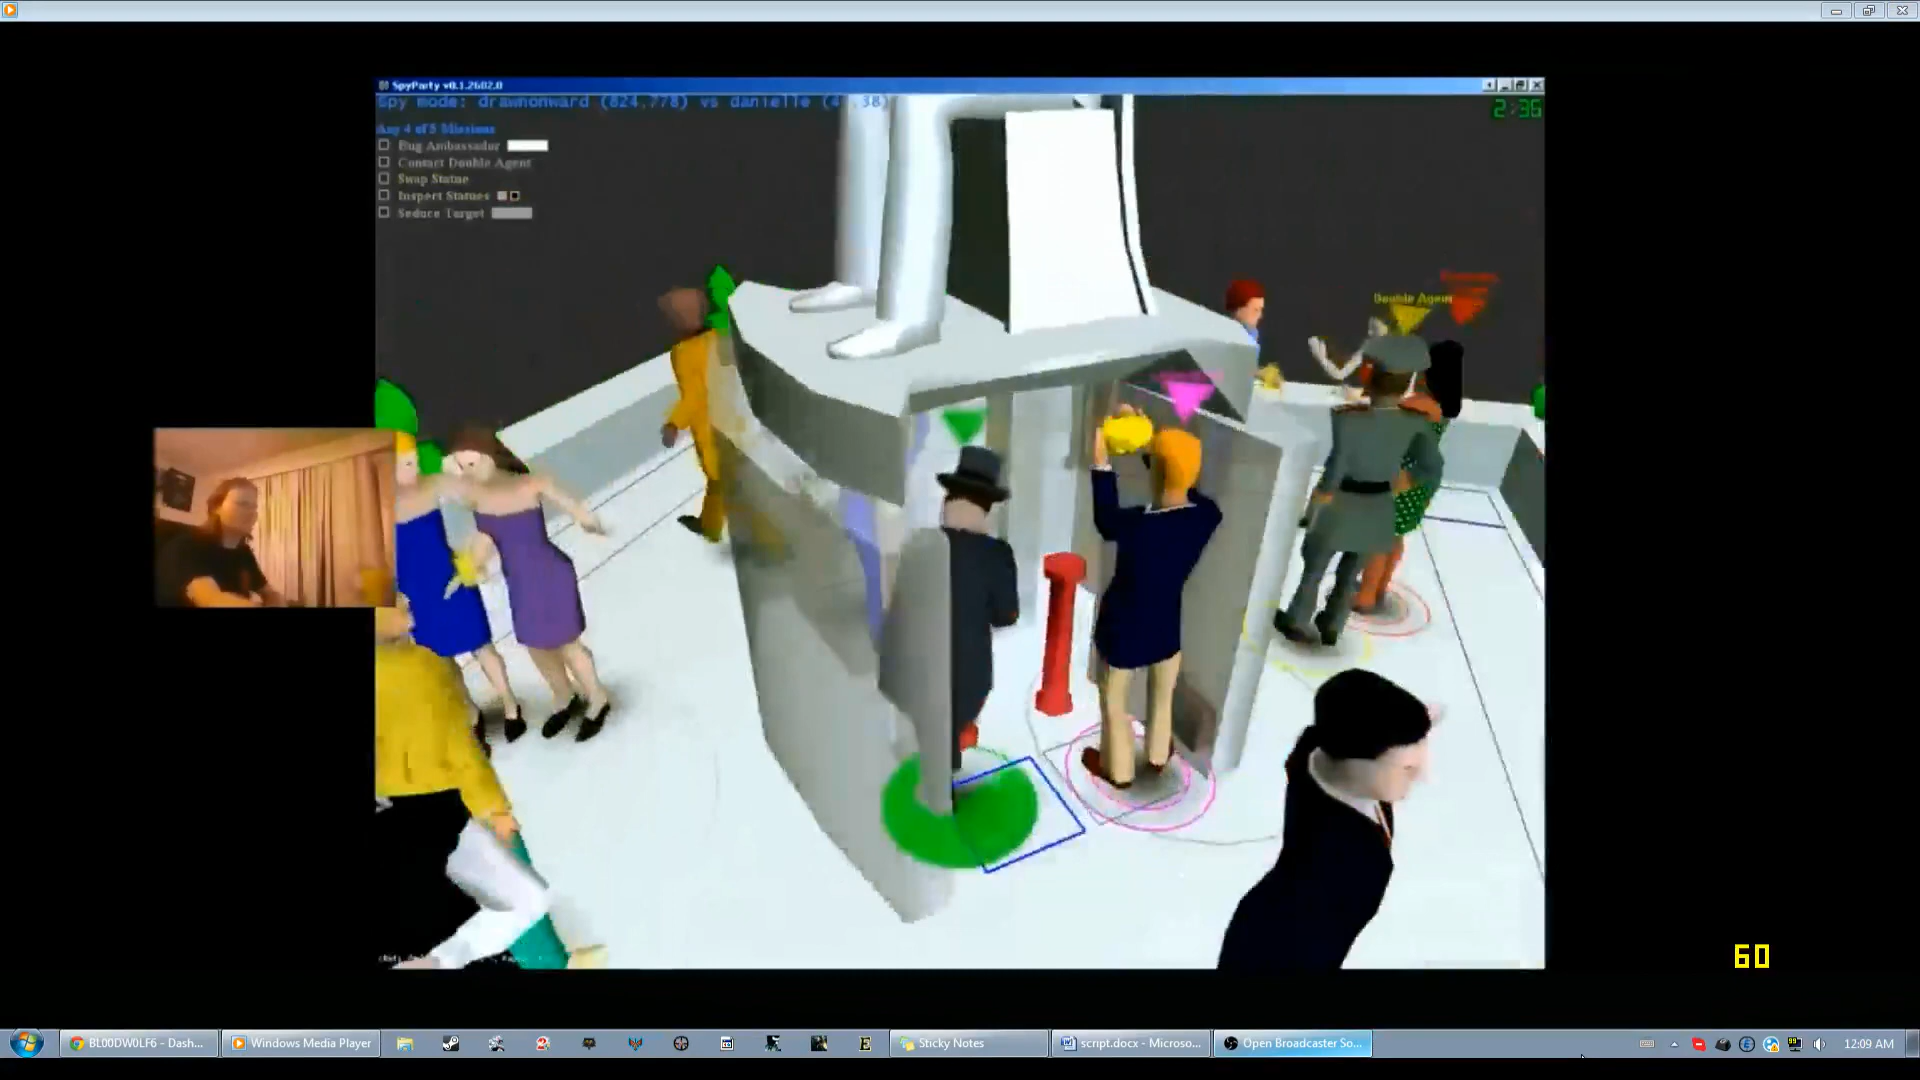 SpyParty v0.1.2602.0
Spy mode: drawnonward (824,778) vs danielle (4 ,38)
2:36
Any 4 of 5 Missions
Bug Ambassador
Contact Double Agent
Swap Statue
Inspect Statues
Seduce Target
Double Agent
60
BL00DW0LF6 - Dash...
Windows Media Player
Sticky Notes
script.docx - Microso...
Open Broadcaster So...
12:09 AM